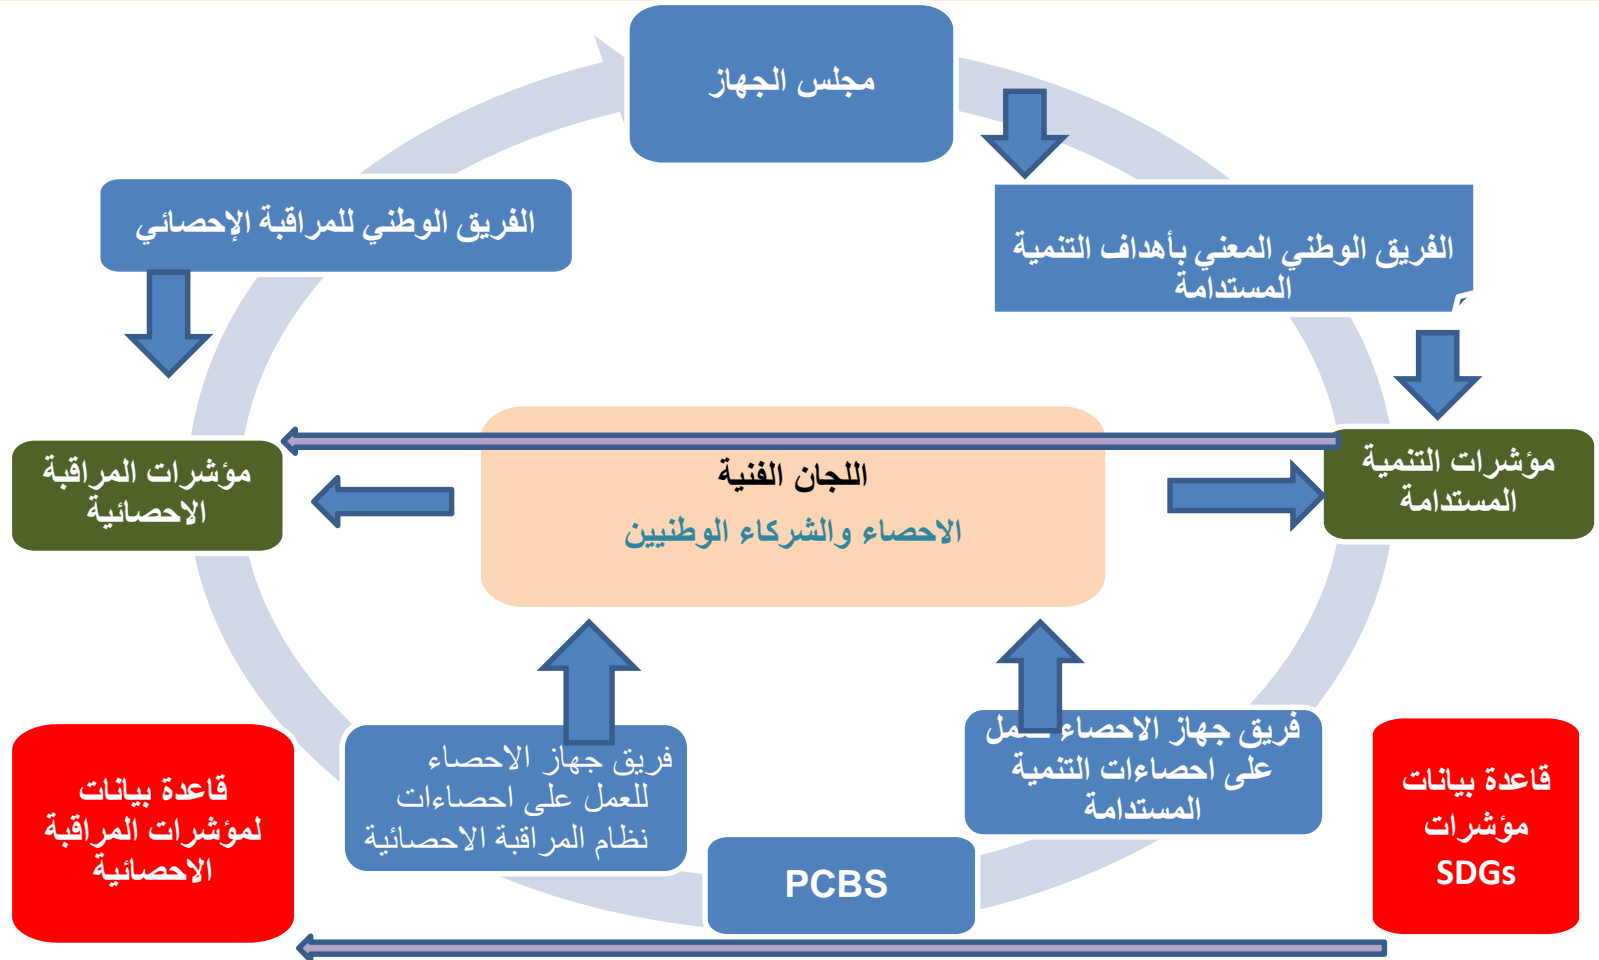 مجلس الجهاز
الفريق الوطني المعني بأهداف التنمية
المستدامة
الفريق الوطني للمراقبة الإحصائي
مؤشرات التنمية
المستدامة
اللجان الفنية
الاحصاء والشركاء الوطنيين
مؤشرات المراقبة
الاحصائية
قاعدة بيانات
مؤشرات
SDGs
فريق جهاز الاحصاء
على احصاءات التنمية
المستدامة
فريق جهاز الاحصاء
للعمل على احصاءات
نظام المراقبة الاحصائية
قاعدة بيانات
لمؤشرات المراقبة
الاحصائية
PCBS